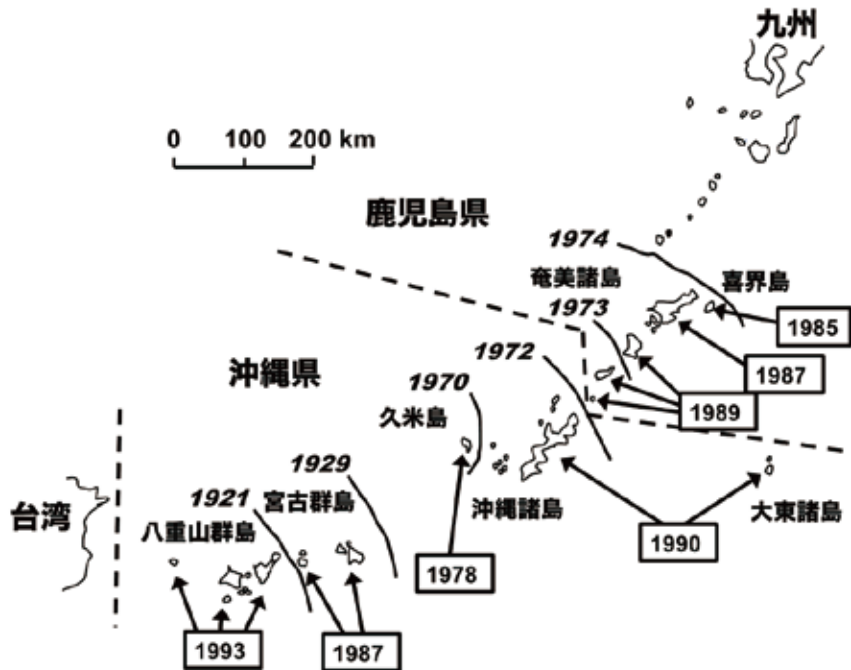 九州
0 100 200 km
鹿児島県
1974
奄美諸島
喜界島
1973
1985
1972
沖縄県
1987
1970
1989
久米島
1929
1921
宮古群島
台湾
沖縄諸島
大東諸島
八重山群島
1990
1978
1993
1987